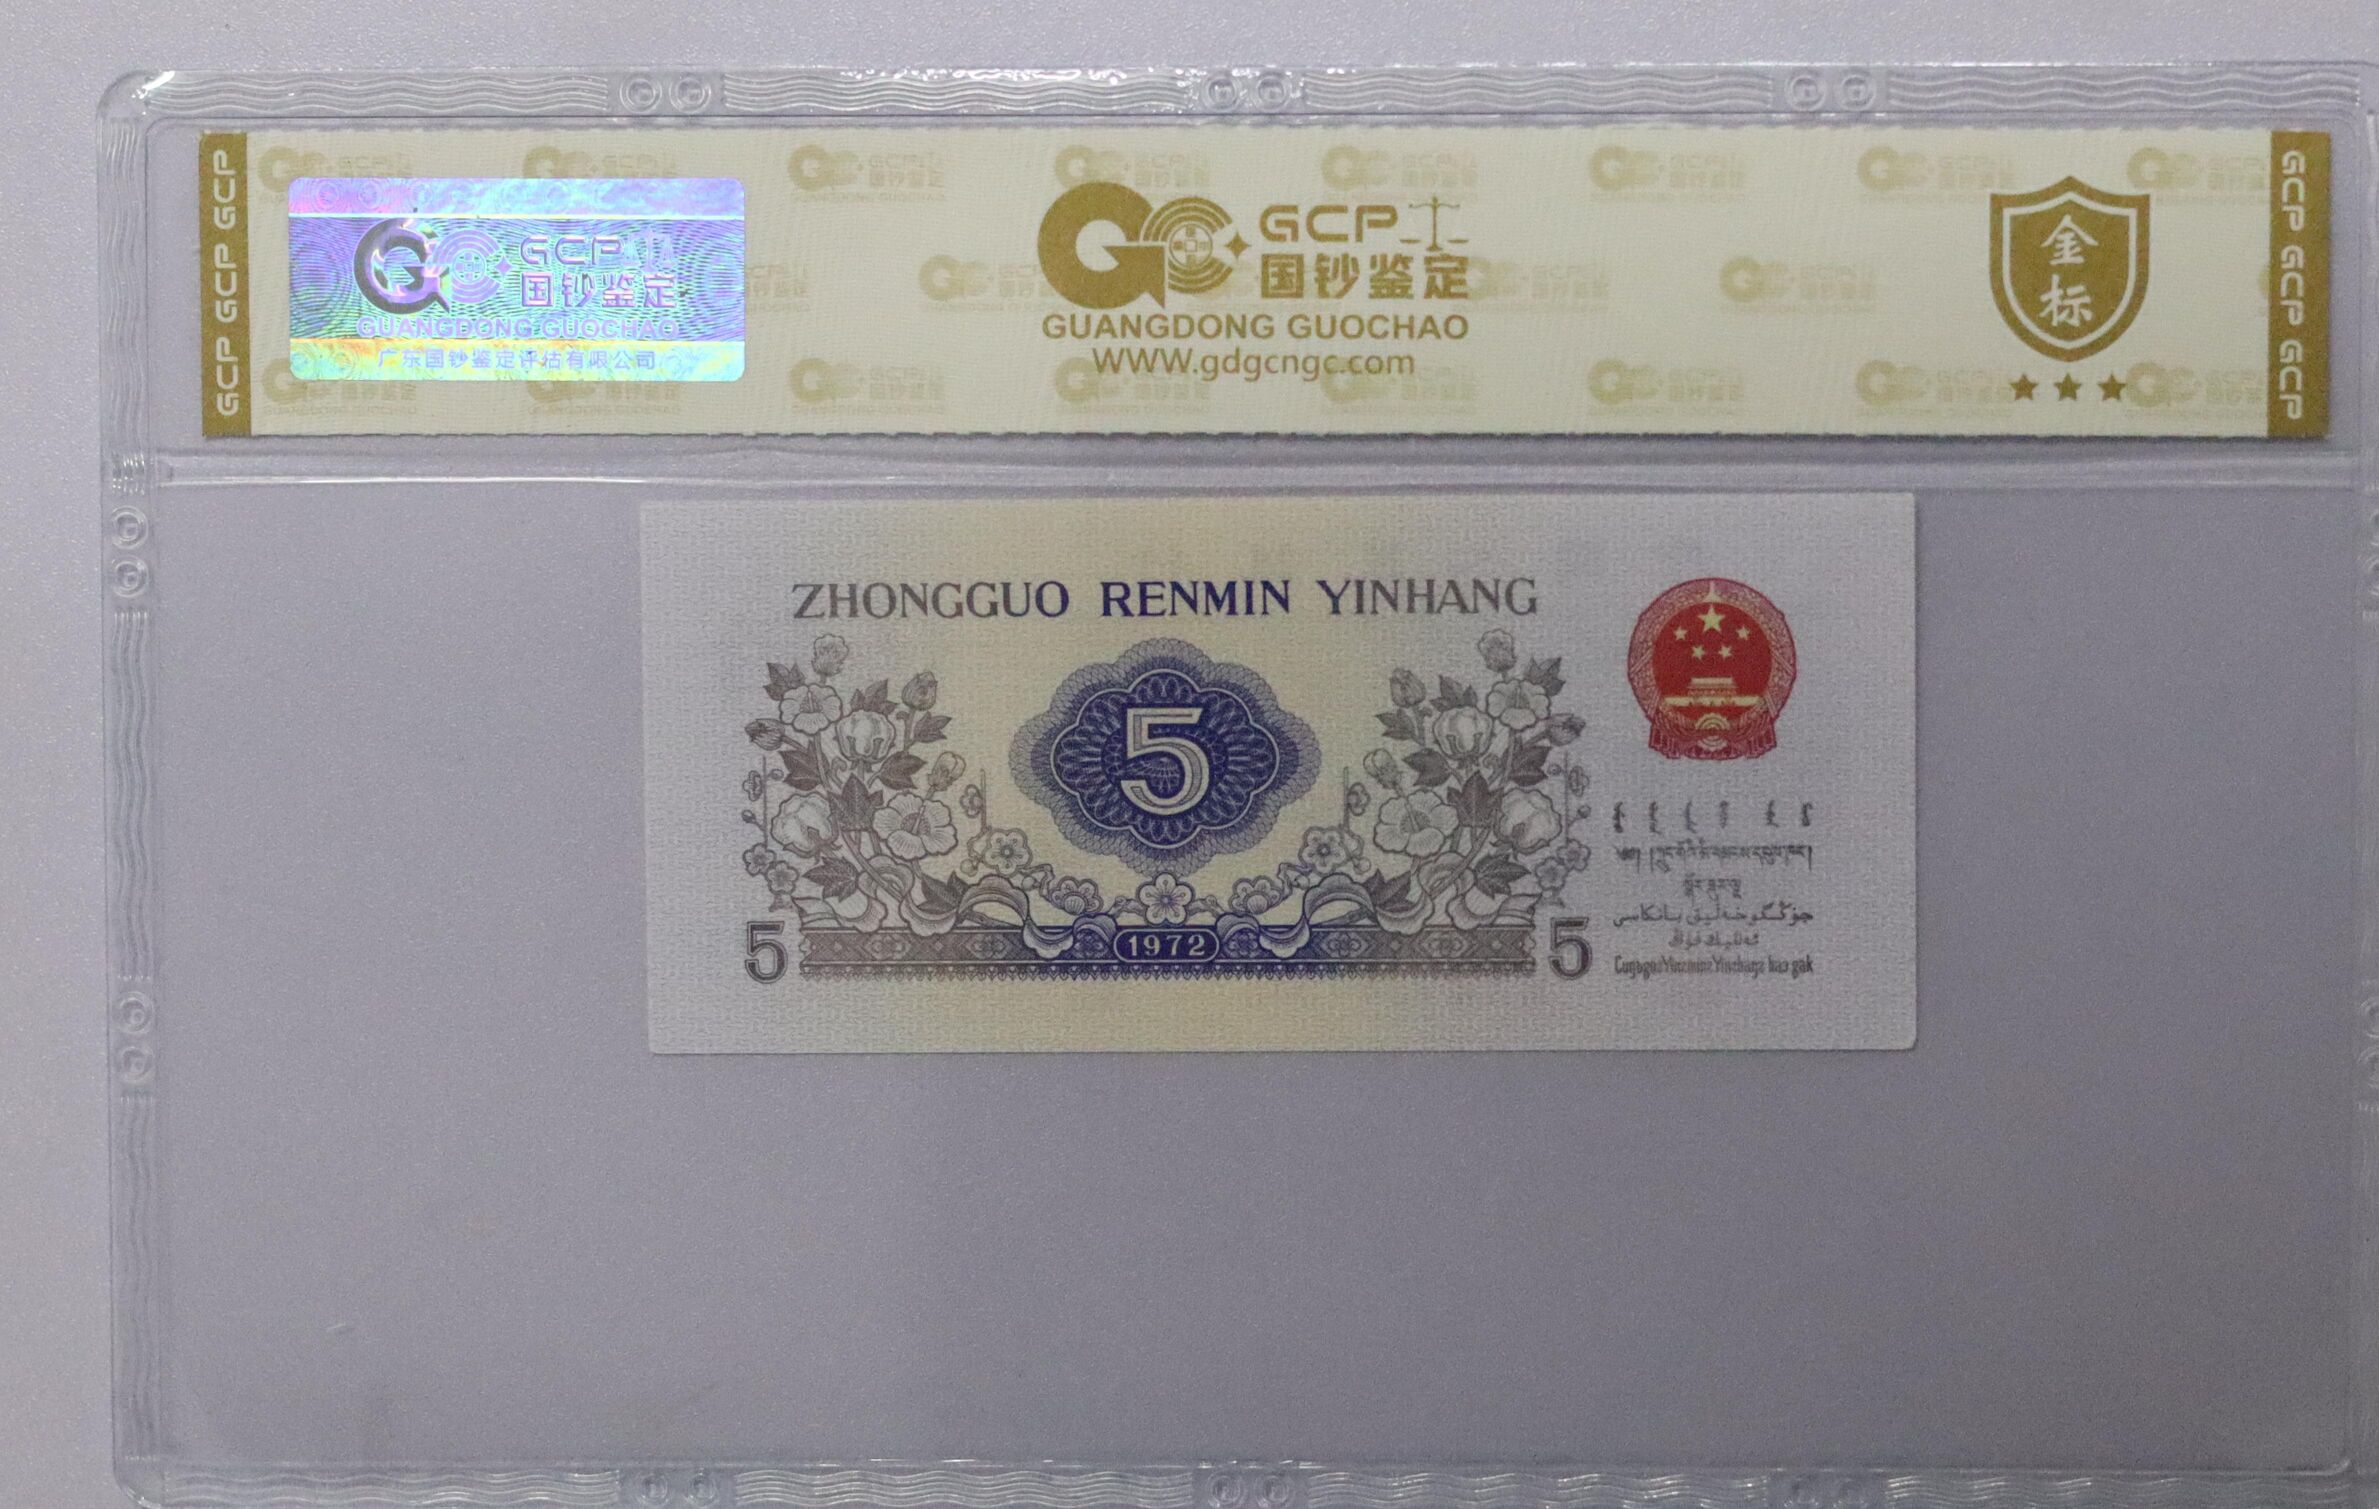 GCP GCP GCP
GCP
国钞鉴定
GUANGDONG GUOCHAO
广东国钞鉴定评估有限公司
GCP
国钞鉴定
GUANGDONG GUOCHAO
WWW.gdgcngc.com
金
标
GCP GCP GCP
ZHONGGUO RENMIN YINHANG
5
1972
5
5